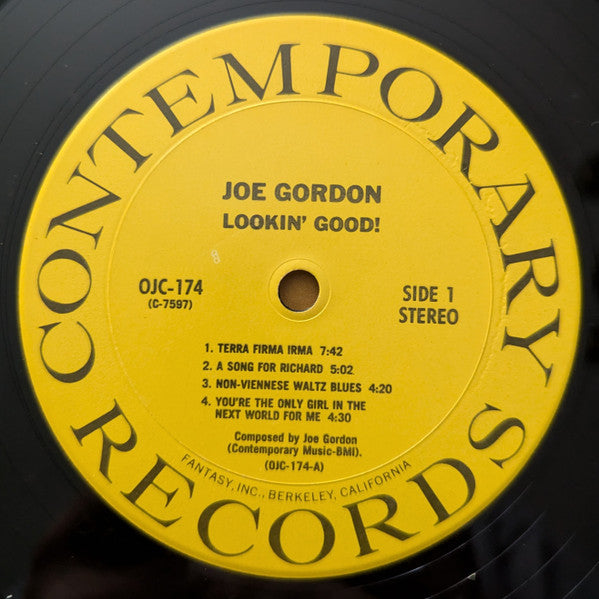 CONTEMPORARY RECORDS
JOE GORDON
LOOKIN' GOOD!
8
OJC-174
(C-7597)
SIDE 1
STEREO
1. TERRA FIRMA IRMA 7:42
2. A SONG FOR RICHARD 5:02
3. NON-VIENNESE WALTZ BLUES 4:20
4. YOU'RE THE ONLY GIRL IN THE
NEXT WORLD FOR ME 4:30
Composed by Joe Gordon
(Contemporary Music-BMI).
(OJC-174-A)
FANTASY, INC., BERKELEY, CALIFORNIA